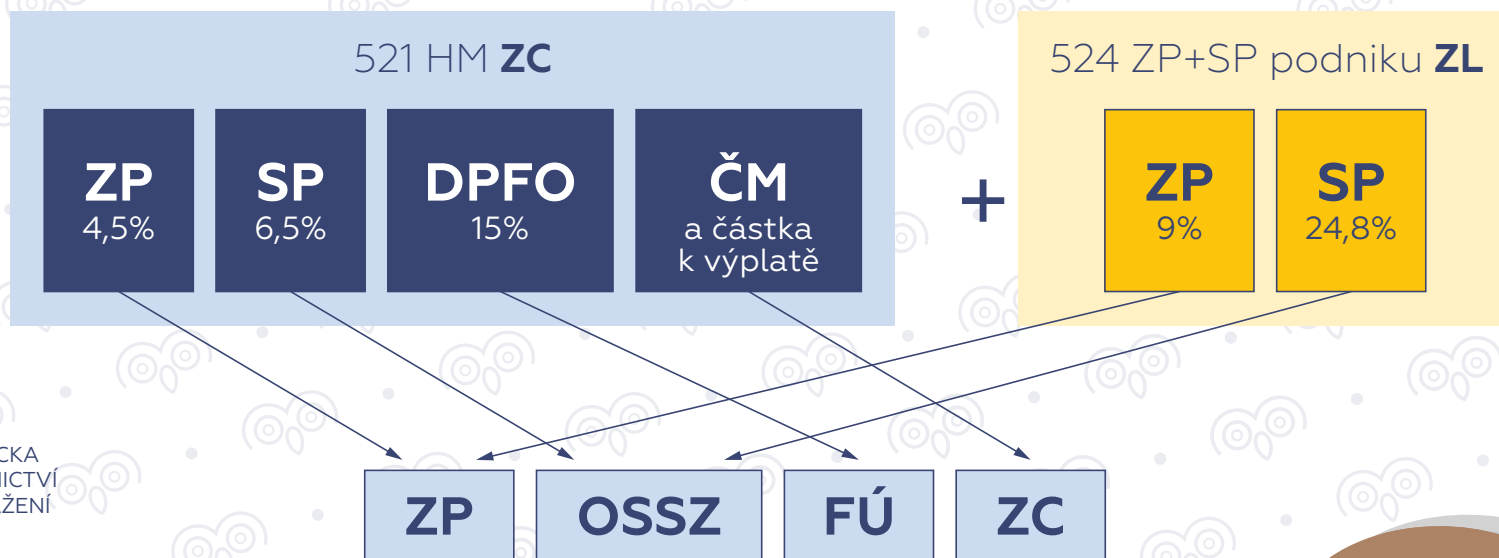 521 HM ZC
ZP
4,5%
SP
6,5%
DPFO
15%
ČM
a částka
k výplatě
+
524 ZP+SP podniku ZL
ZP
9%
SP
24,8%
ZP
OSSZ
FÚ
ZC